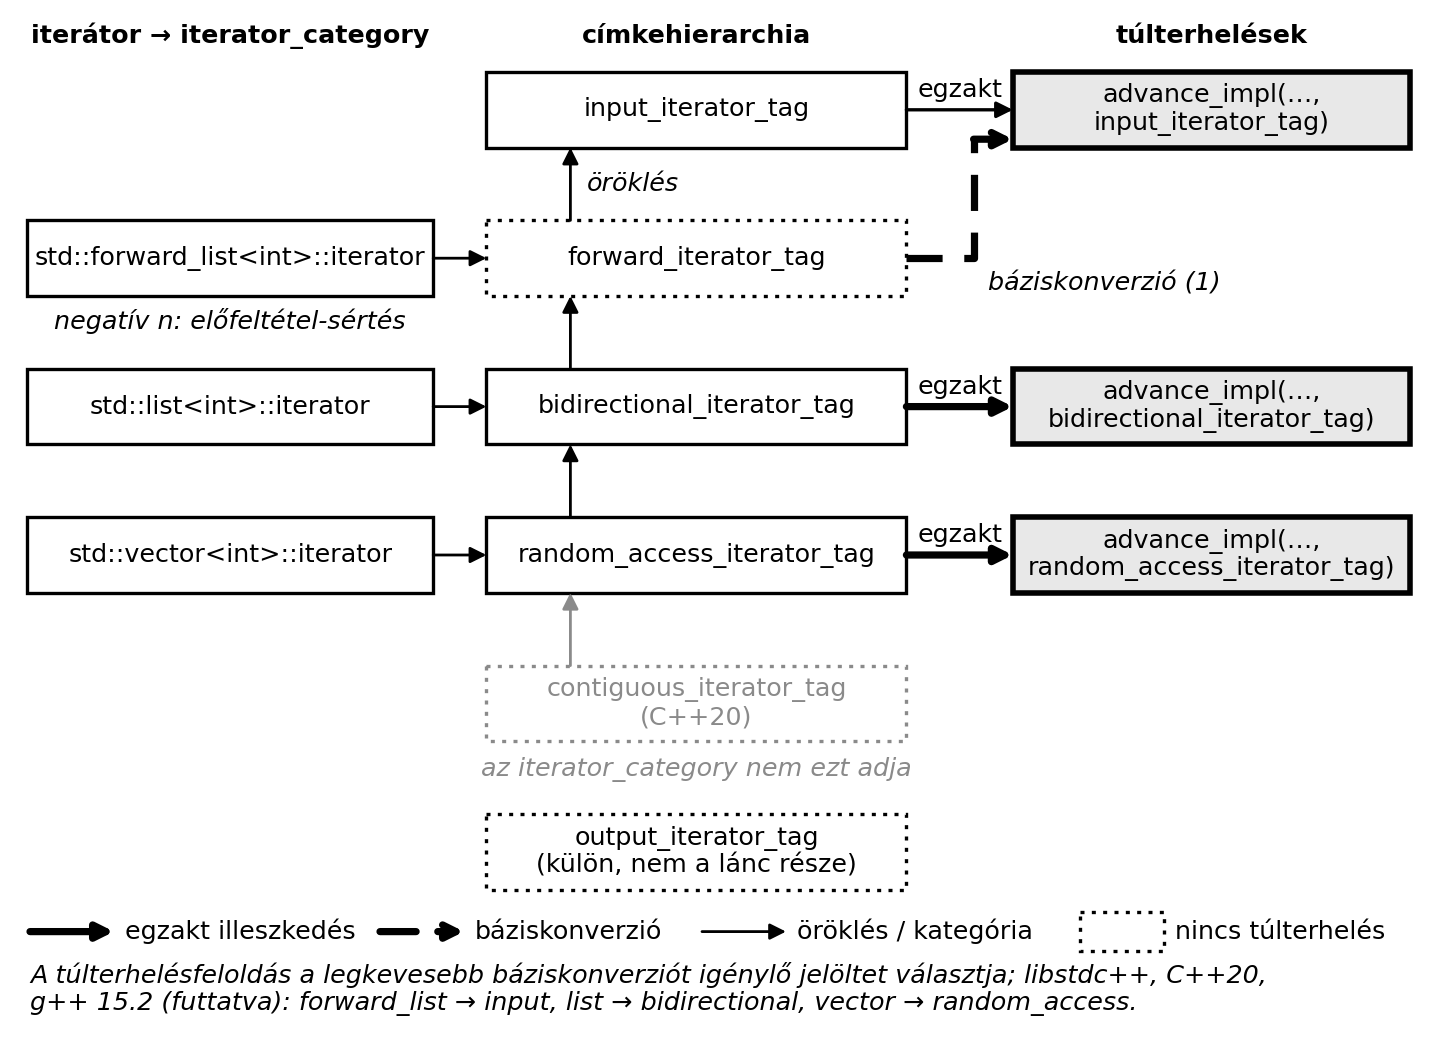 iterátor → iterator_category
címkehierarchia
túlterhelések
input_iterator_tag
egzakt
advance_impl(…,
input_iterator_tag)
öröklés
std::forward_list<int>::iterator
forward_iterator_tag
báziskonverzió (1)
negatív n: előfeltétel-sértés
std::list<int>::iterator
bidirectional_iterator_tag
egzakt
advance_impl(…,
bidirectional_iterator_tag)
std::vector<int>::iterator
random_access_iterator_tag
egzakt
advance_impl(…,
random_access_iterator_tag)
contiguous_iterator_tag
(C++20)
az iterator_category nem ezt adja
output_iterator_tag
(külön, nem a lánc része)
egzakt illeszkedés
báziskonverzió
öröklés / kategória
nincs túlterhelés
A túlterhelésfeloldás a legkevesebb báziskonverziót igénylő jelöltet választja; libstdc++, C++20,
g++ 15.2 (futtatva): forward_list → input, list → bidirectional, vector → random_access.